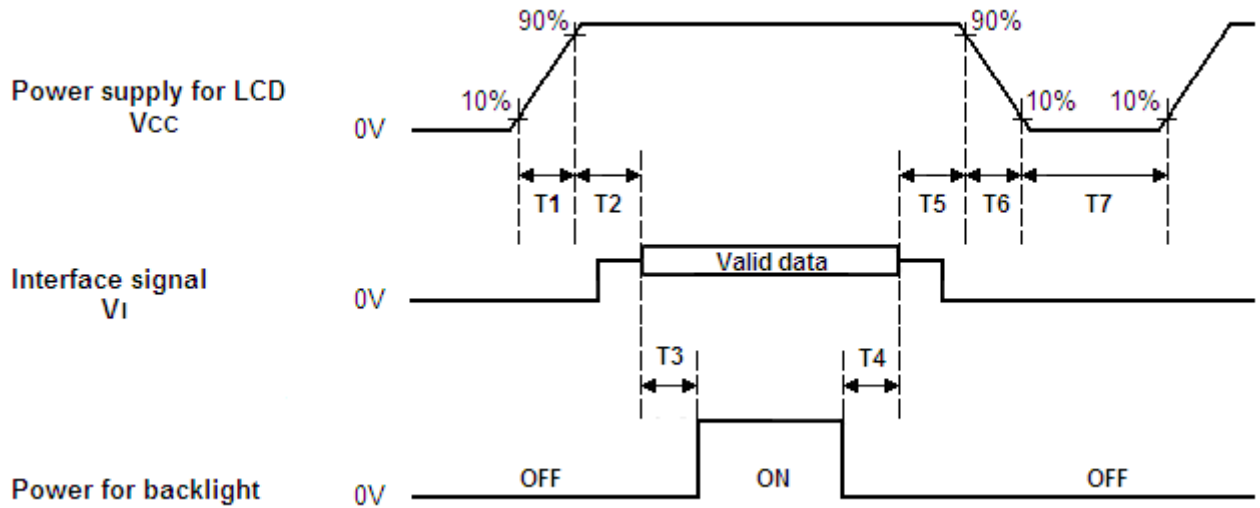 90%
90%
Power supply for LCD
VCC
10%
10%
10%
0V
T1
T2
T5
T6
T7
Valid data
Interface signal
VI
0V
T3
T4
OFF
ON
OFF
Power for backlight
0V